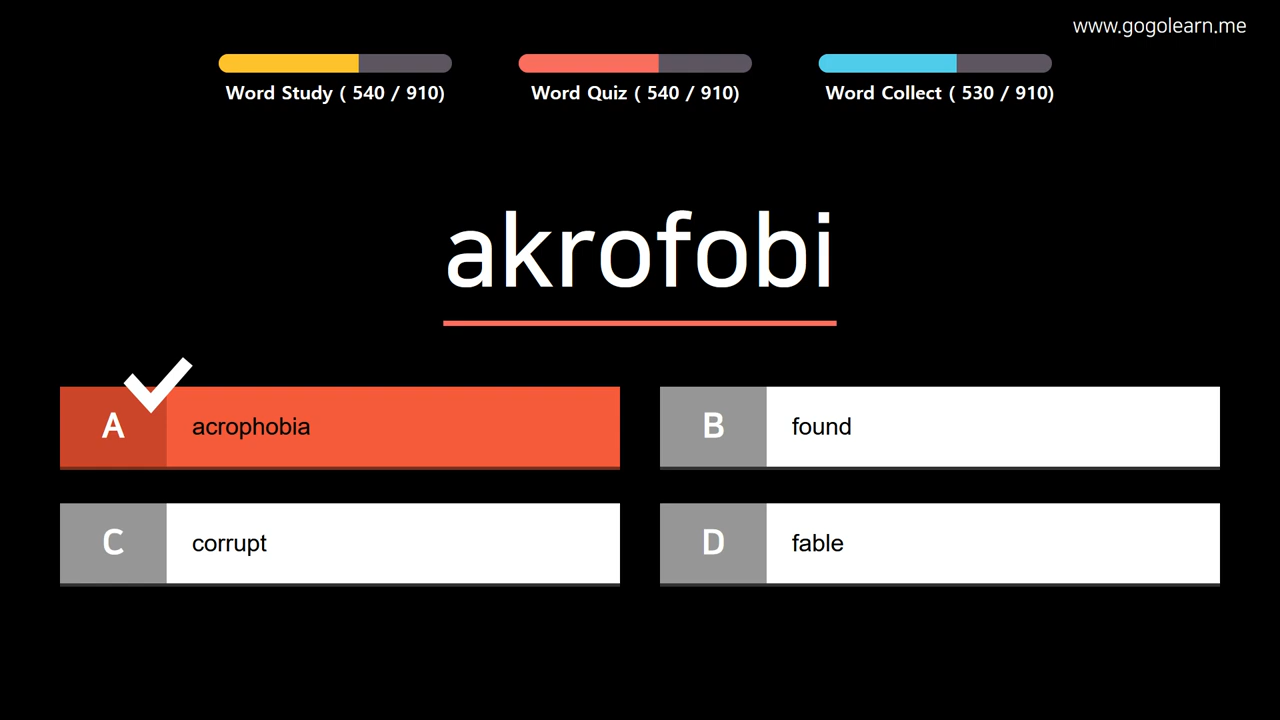 www.gogolearn.me
Word Study ( 540 / 910)
Word Quiz ( 540 / 910)
Word Collect ( 530 / 910)
akrofobi
A
acrophobia
B
found
C
corrupt
D
fable